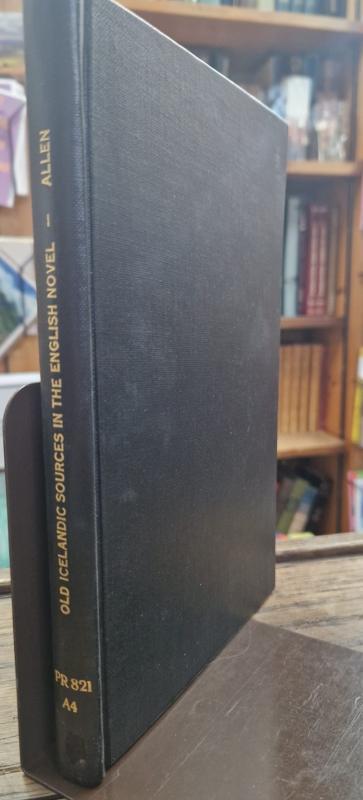 OLD ICELANDIC SOURCES IN THE ENGLISH NOVEL — ALLEN
PR 821
A4